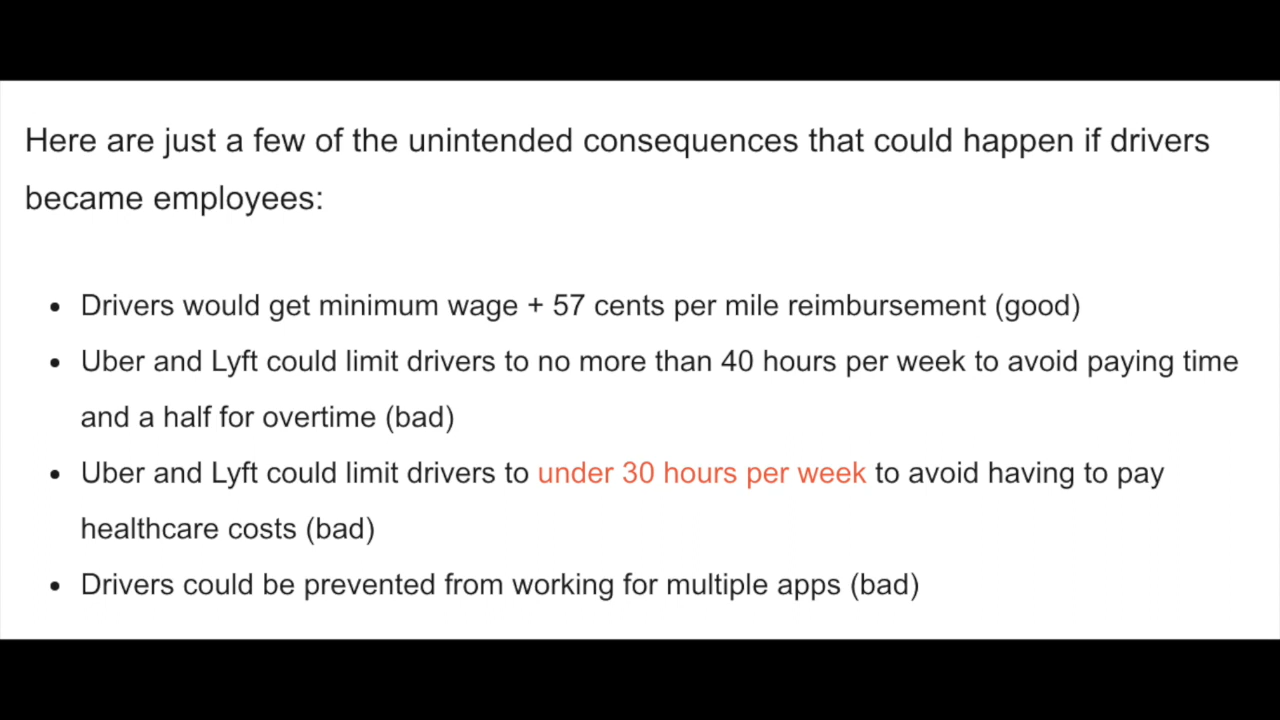 Here are just a few of the unintended consequences that could happen if drivers
became employees:
• Drivers would get minimum wage + 57 cents per mile reimbursement (good)
• Uber and Lyft could limit drivers to no more than 40 hours per week to avoid paying time
and a half for overtime (bad)
• Uber and Lyft could limit drivers to under 30 hours per week to avoid having to pay
healthcare costs (bad)
• Drivers could be prevented from working for multiple apps (bad)